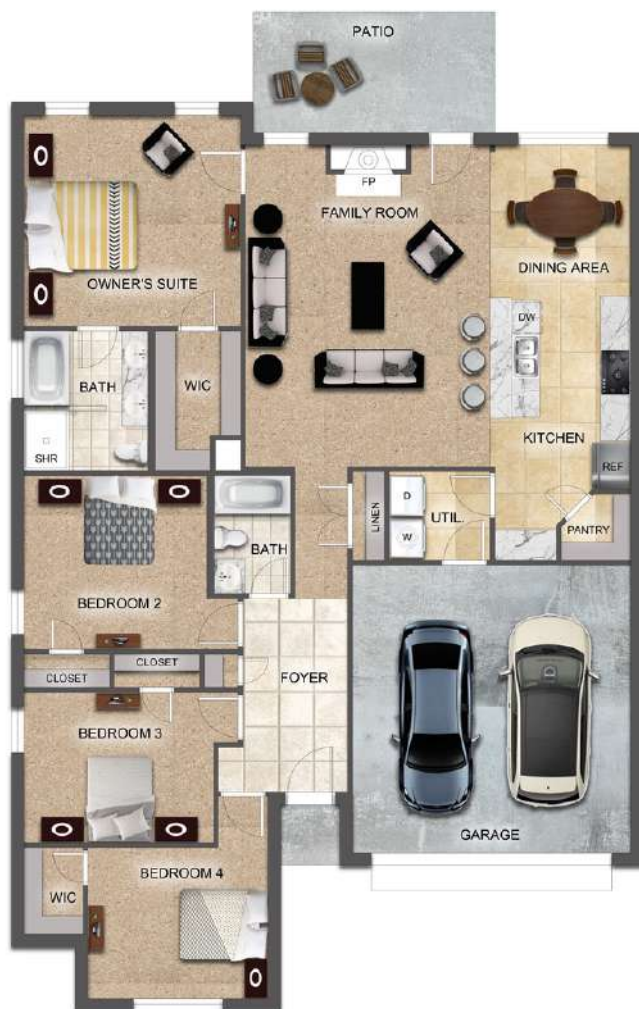 PATIO
FP
FAMILY ROOM
OWNER'S SUITE
DINING AREA
DW
BATH
WIC
SHR
KITCHEN
REF
D
LINEN
UTIL.
W
PANTRY
BATH
BEDROOM 2
CLOSET
CLOSET
FOYER
BEDROOM 3
GARAGE
BEDROOM 4
WIC